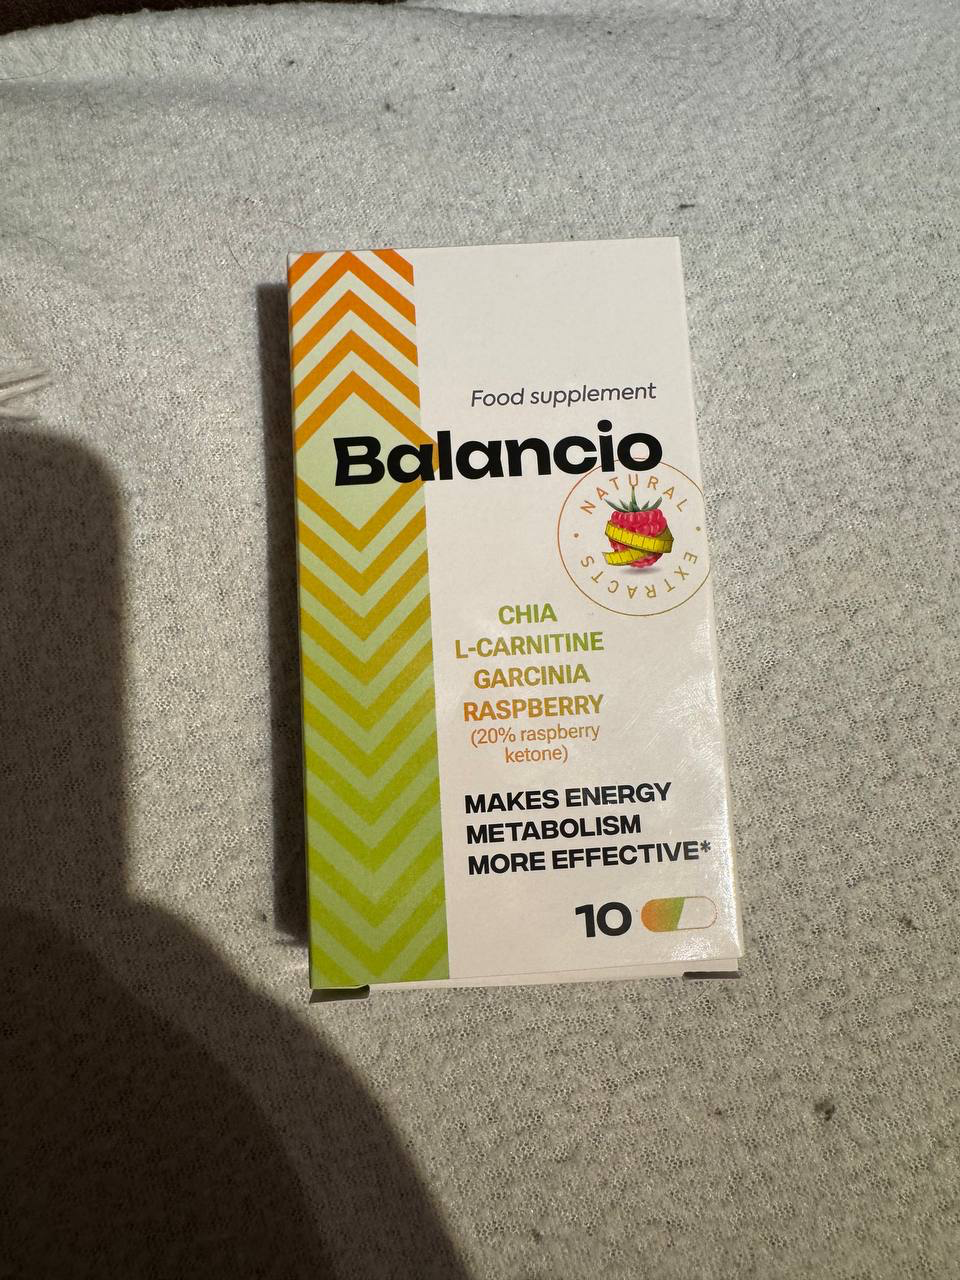 Food supplement
Balancio
NATURAL
EXTRACTS
CHIA
L-CARNITINE
GARCINIA
RASPBERRY
(20% raspberry
ketone)
MAKES ENERGY
METABOLISM
MORE EFFECTIVE*
10